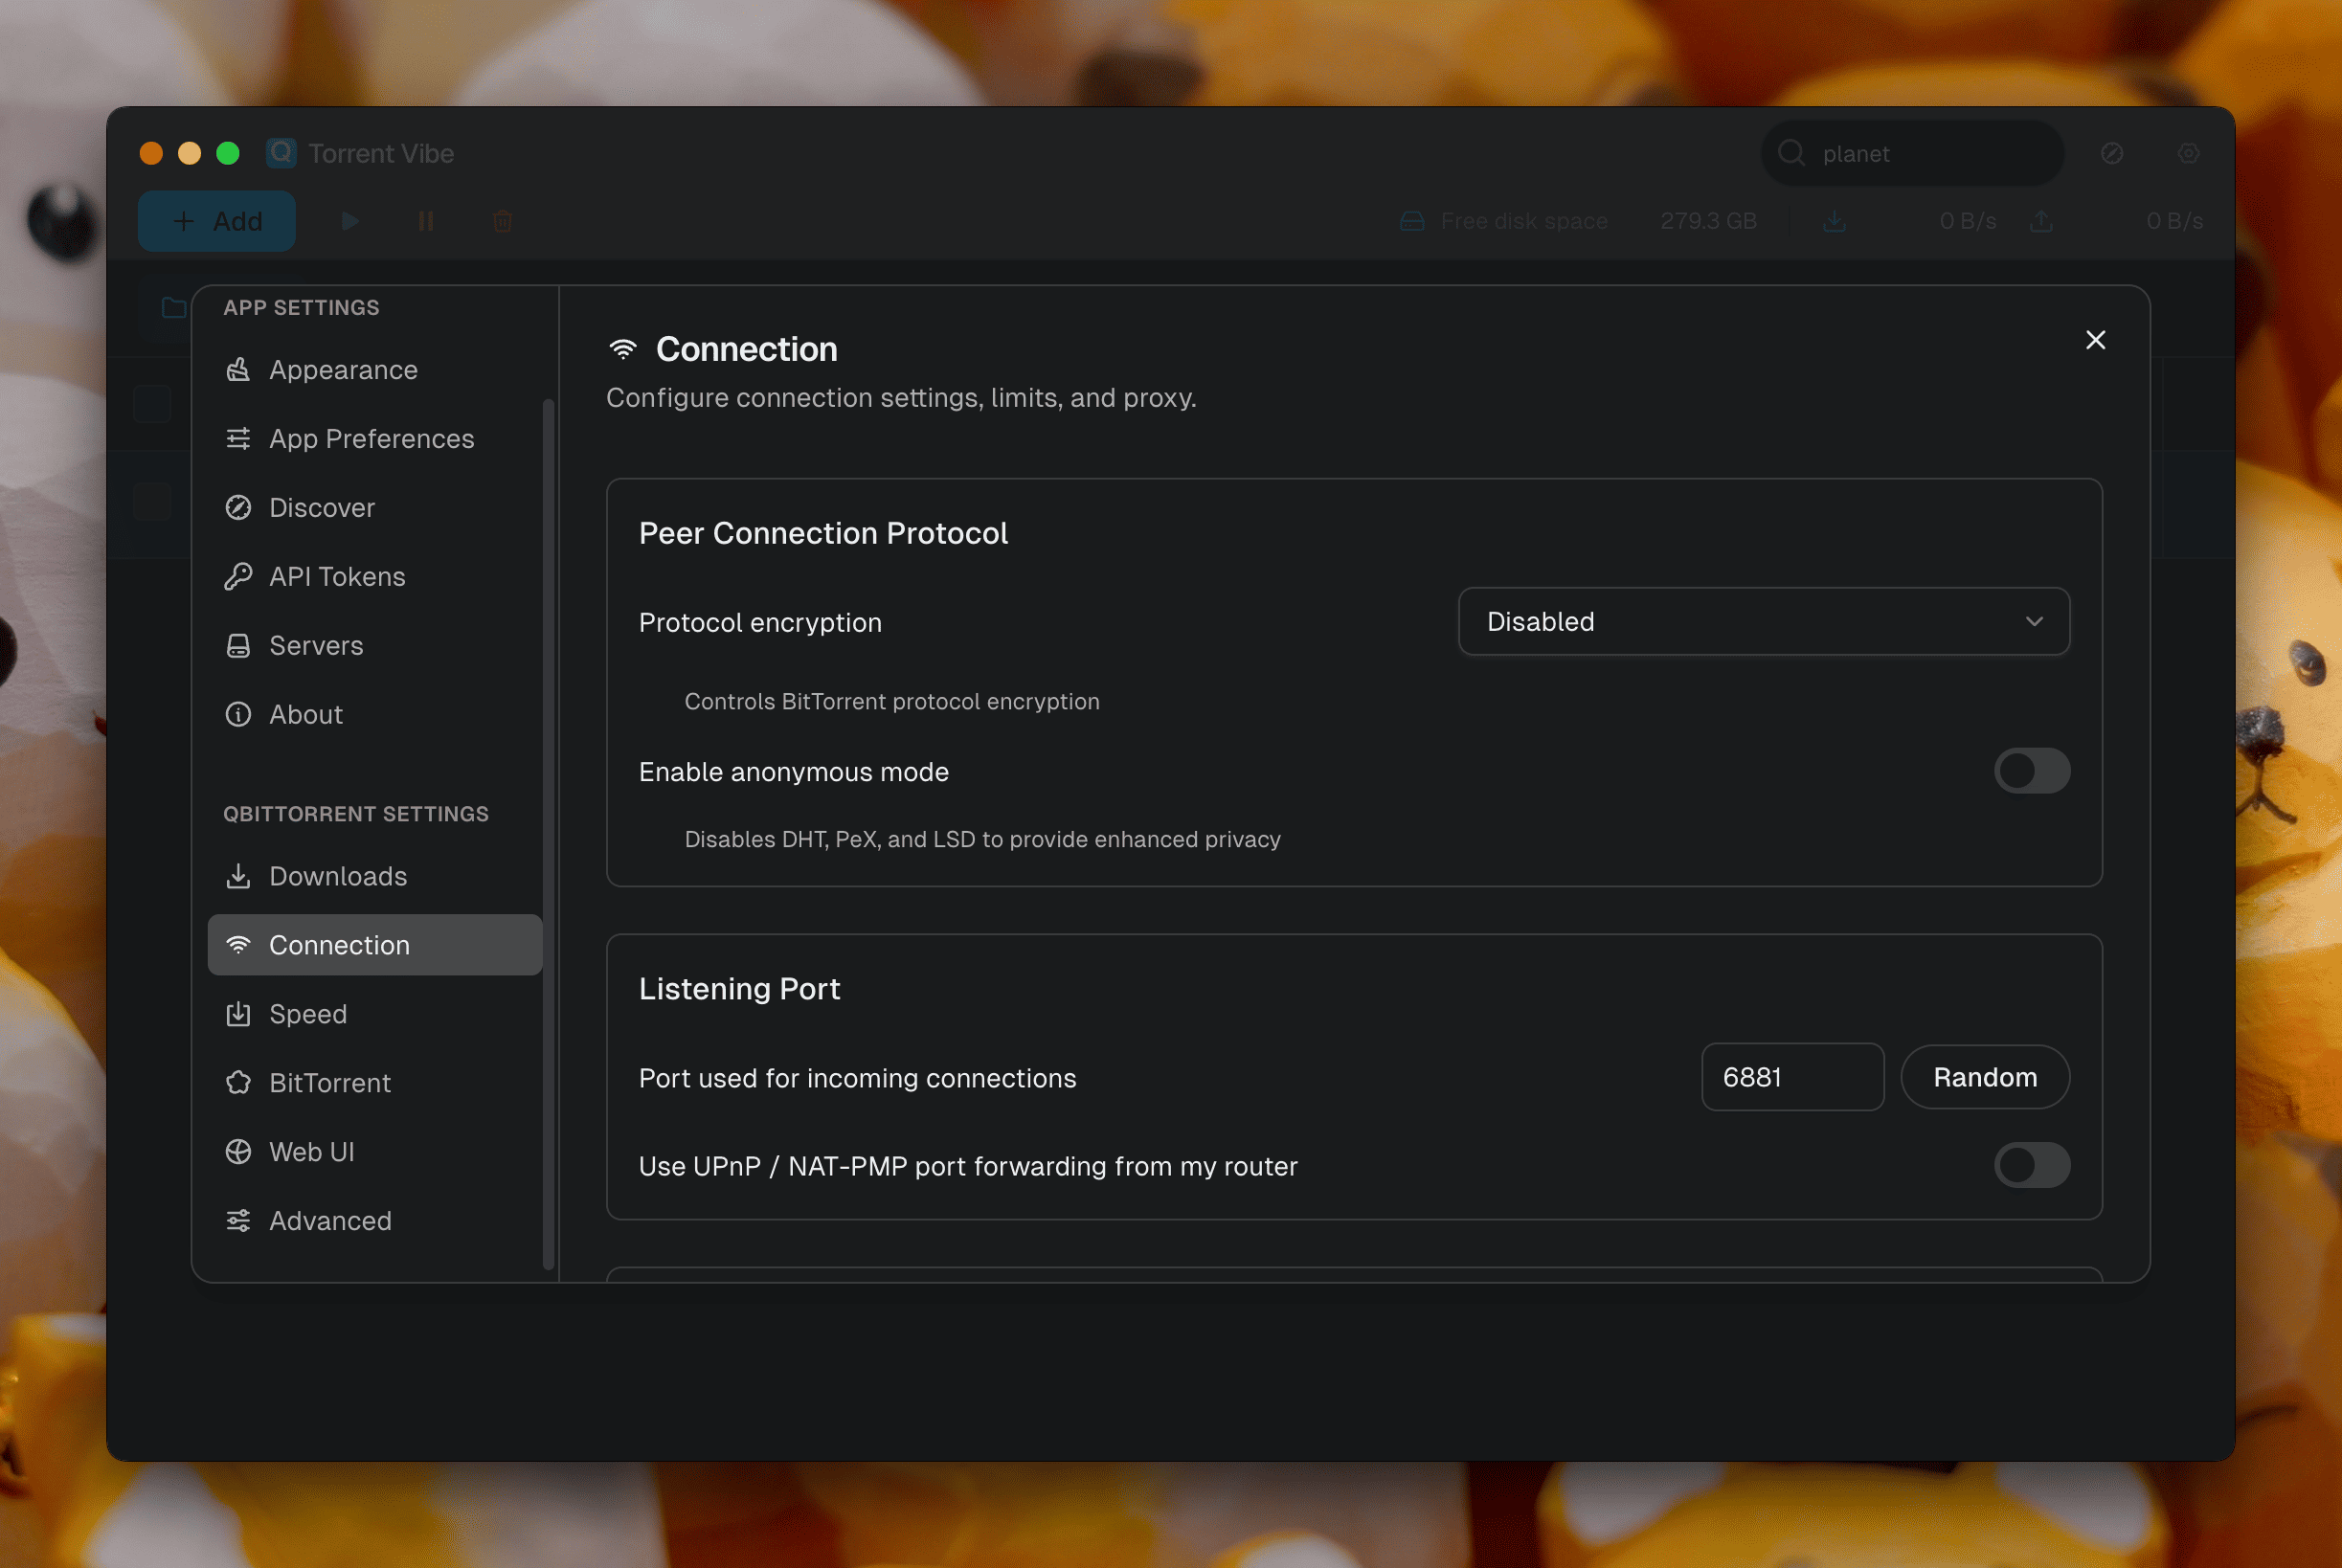 Torrent Vibe
planet
Add
Free disk space 279.3 GB 0 B/s 0 B/s
APP SETTINGS
Appearance
App Preferences
Discover
API Tokens
Servers
About
QBITTORRENT SETTINGS
Downloads
Connection
Speed
BitTorrent
Web UI
Advanced
Connection
Configure connection settings, limits, and proxy.
Peer Connection Protocol
Protocol encryption Disabled
Controls BitTorrent protocol encryption
Enable anonymous mode
Disables DHT, PeX, and LSD to provide enhanced privacy
Listening Port
Port used for incoming connections 6881 Random
Use UPnP / NAT-PMP port forwarding from my router